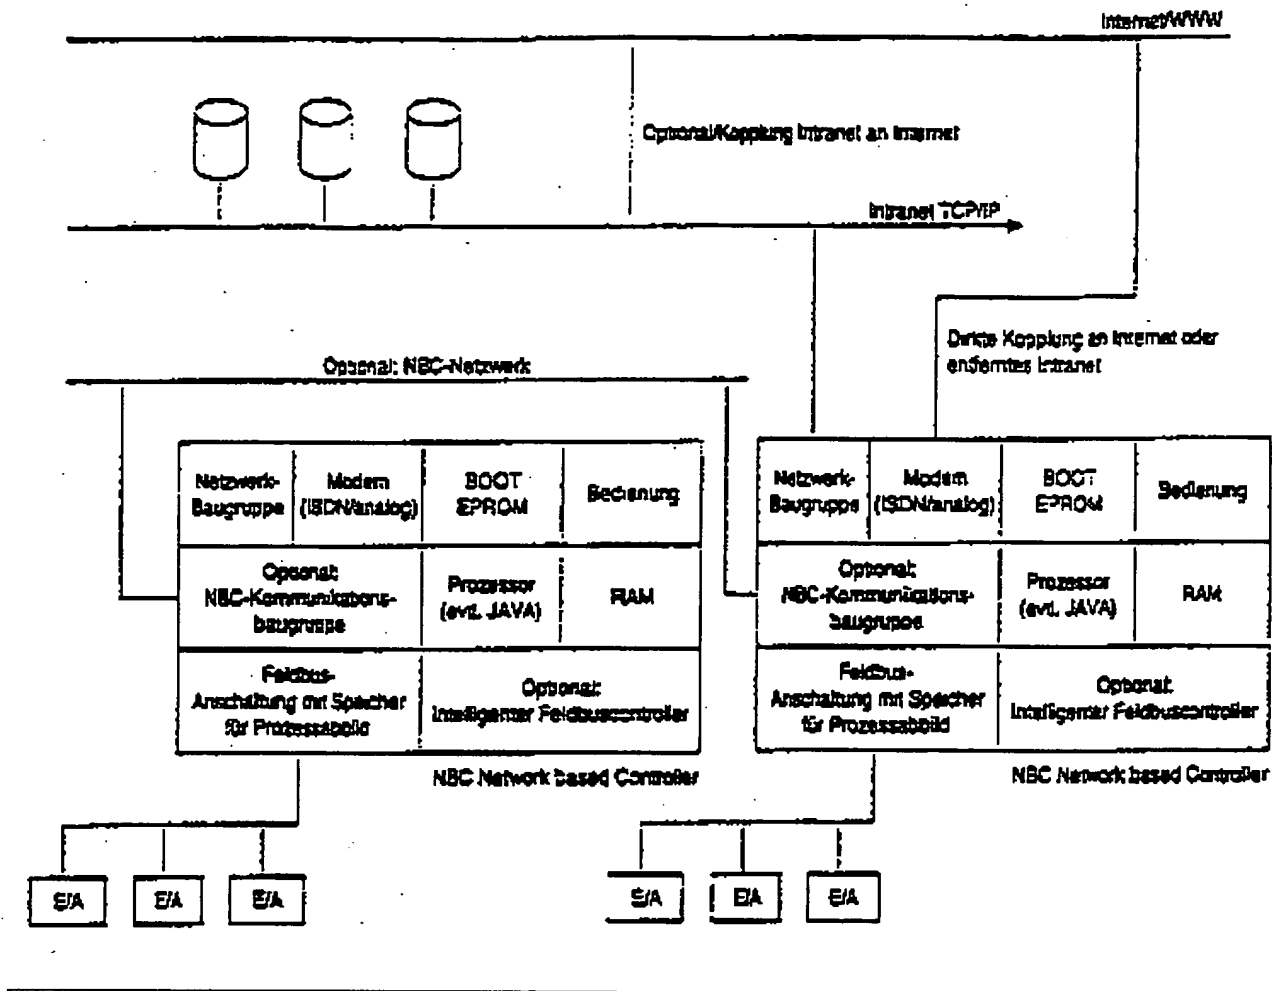 Internet/WWW
Optional/Kopplung Intranet an Internet
Intranet TCP/IP
Dirkte Kopplung an Internet oder
entferntes Intranet
Optional: NBC-Netzwerk
Netzwerk-
Baugruppe
Modem
(ISDN/analog)
BOOT
EPROM
Bedienung
Optional:
NBC-Kommunikations-
baugruppe
Prozessor
(evtl. JAVA)
RAM
Feldbus-
Anschaltung mit Speicher
für Prozessabbild
Optional:
Intelligenter Feldbuscontroller
NBC Network based Controller
E/A
E/A
E/A
Netzwerk-
Baugruppe
Modem
(ISDN/analog)
BOOT
EPROM
Bedienung
Optional:
NBC-Kommunikations-
baugruppe
Prozessor
(evtl. JAVA)
RAM
Feldbus-
Anschaltung mit Speicher
für Prozessabbild
Optional:
Intelligenter Feldbuscontroller
NBC Network based Controller
E/A
E/A
E/A